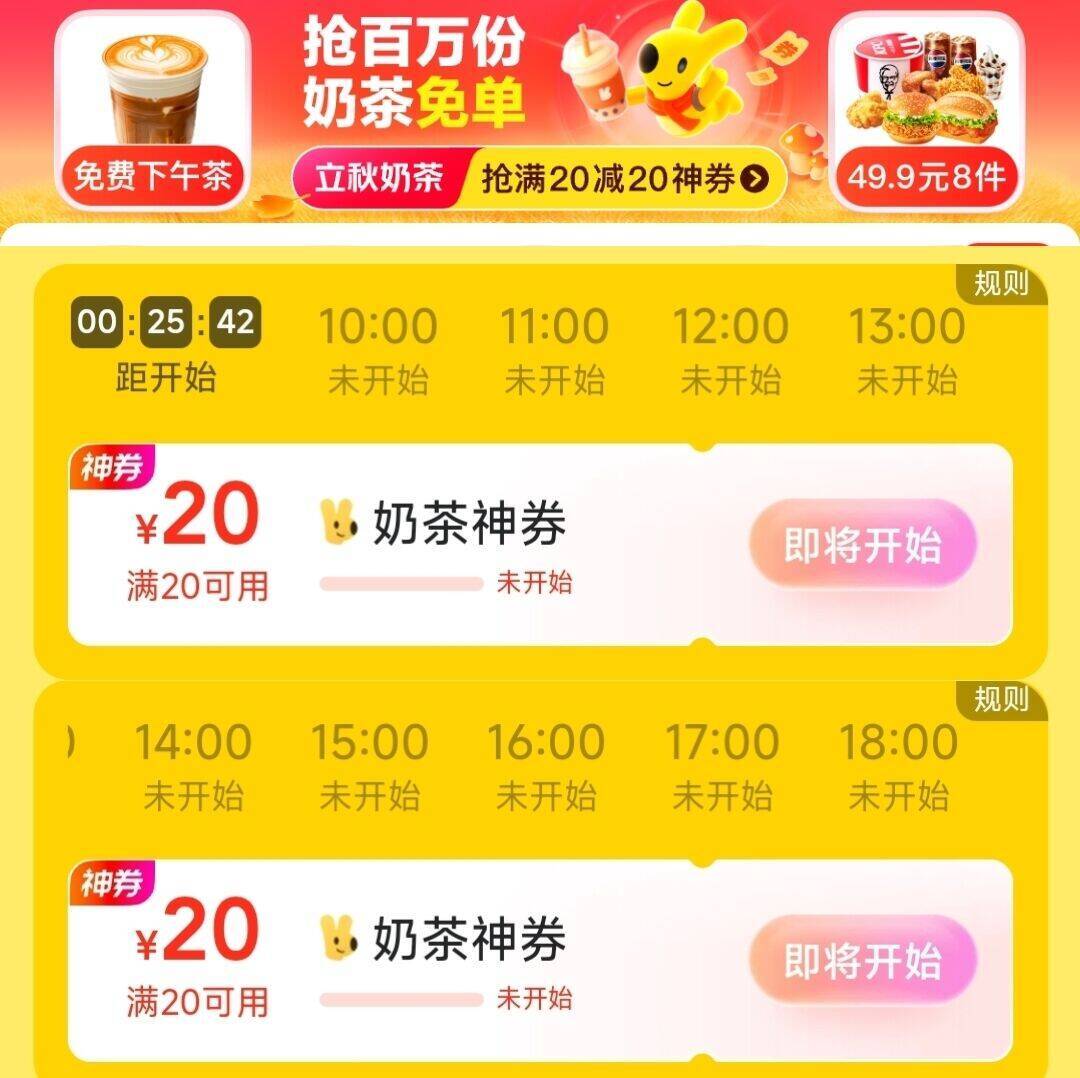 抢百万份
奶茶免单
免费下午茶
立秋奶茶 抢满20减20神券
49.9元8件
规则
00:25:42 10:00 11:00 12:00 13:00
距开始 未开始 未开始 未开始 未开始
神券
¥20 奶茶神券 即将开始
满20可用 未开始
规则
14:00 15:00 16:00 17:00 18:00
未开始 未开始 未开始 未开始 未开始
神券
¥20 奶茶神券 即将开始
满20可用 未开始